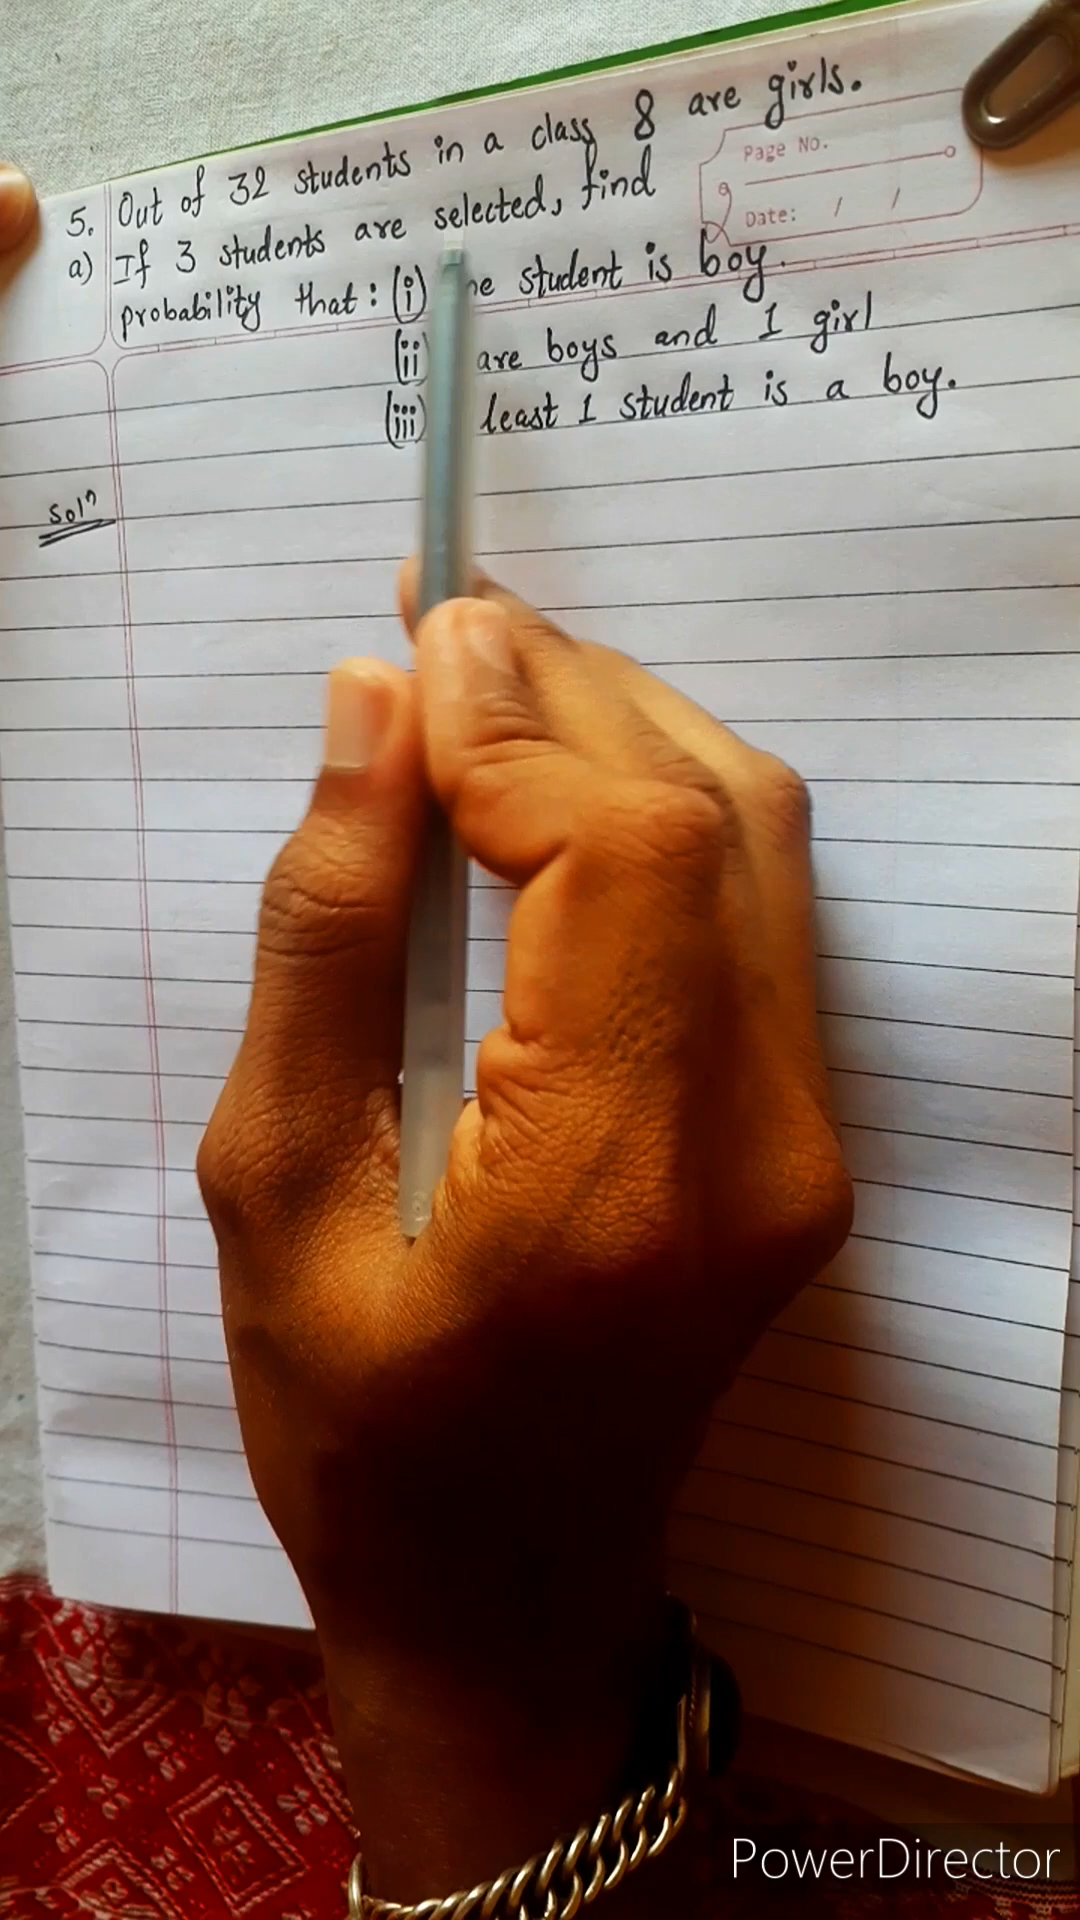 5. Out of 32 students in a class 8 are girls.
a) If 3 students are selected, find
probability that: (i) student is boy.
(ii) are boys and 1 girl
(iii) least 1 student is a boy.
Solⁿ
Page No.
Date: / /
PowerDirector